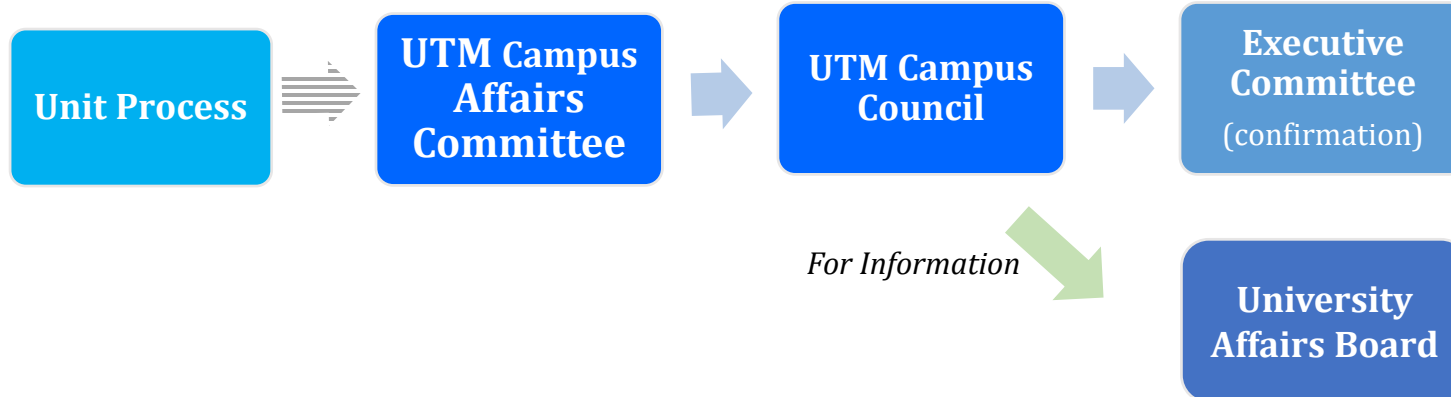 Unit Process
UTM Campus
Affairs
Committee
UTM Campus
Council
Executive
Committee
(confirmation)
For Information
University
Affairs Board